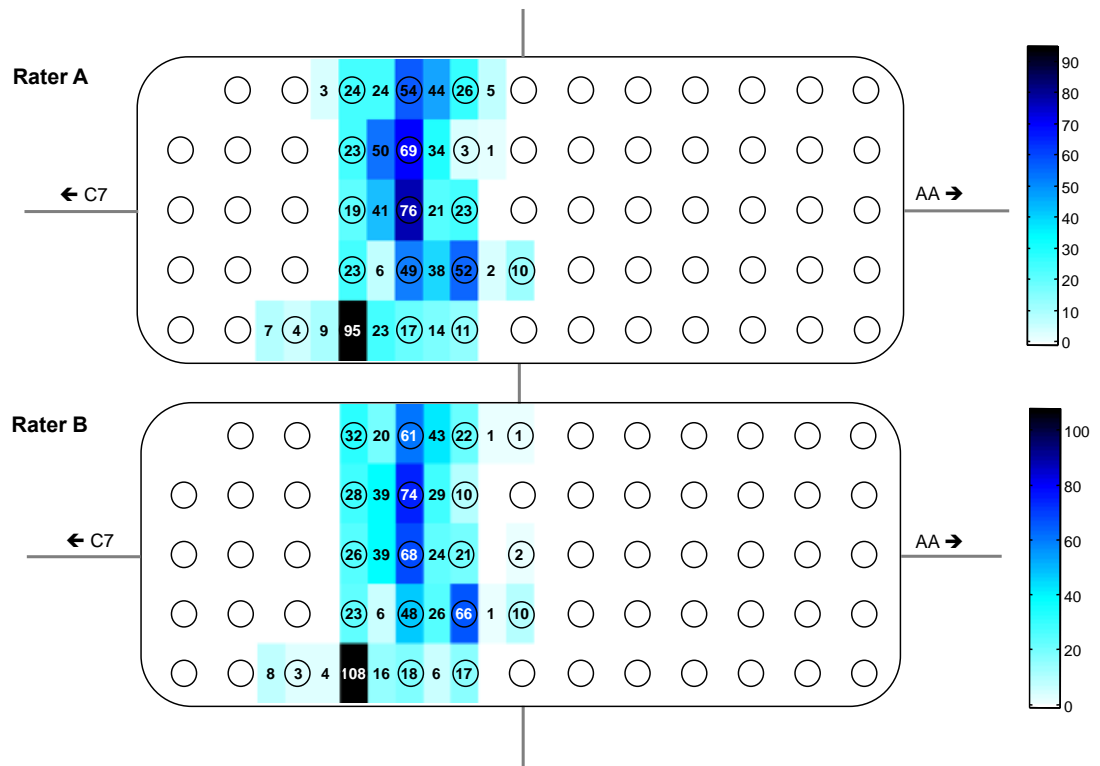 Rater A
3 24 24 54 44 26 5
23 50 69 34 3 1
← C7
19 41 76 21 23
AA →
23 6 49 38 52 2 10
7 4 9 95 23 17 14 11
90
80
70
60
50
40
30
20
10
0
Rater B
32 20 61 43 22 1 1
28 39 74 29 10
← C7
26 39 68 24 21 2
AA →
23 6 48 26 66 1 10
8 3 4 108 16 18 6 17
100
80
60
40
20
0